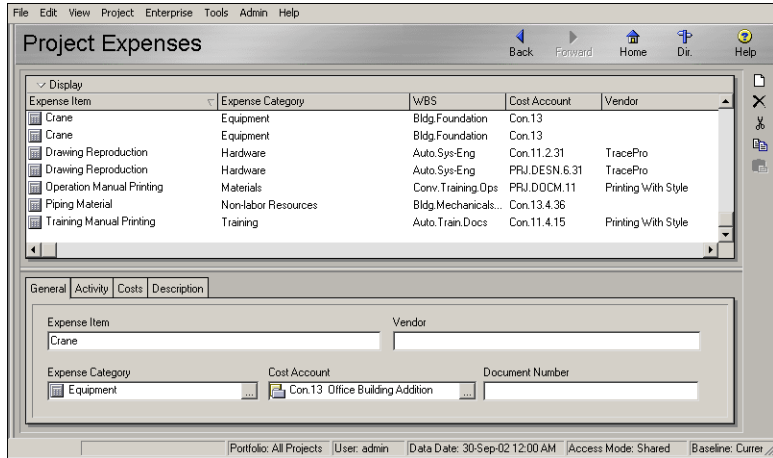 File Edit View Project Enterprise Tools Admin Help
Project Expenses
Back Forward Home Dir. Help
Display
Expense Item Expense Category WBS Cost Account Vendor
Crane Equipment Bldg.Foundation Con.13
Crane Equipment Bldg.Foundation Con.13
Drawing Reproduction Hardware Auto.Sys-Eng Con.11.2.31 TracePro
Drawing Reproduction Hardware Auto.Sys-Eng PRJ.DESN.6.31 TracePro
Operation Manual Printing Materials Conv.Training.Ops PRJ.DOCM.11 Printing With Style
Piping Material Non-labor Resources Bldg.Mechanicals... Con.13.4.36
Training Manual Printing Training Auto.Train.Docs Con.11.4.15 Printing With Style
General Activity Costs Description
Expense Item Vendor
Crane
Expense Category Cost Account Document Number
Equipment ... Con.13 Office Building Addition ...
Portfolio: All Projects User: admin Data Date: 30-Sep-02 12:00 AM Access Mode: Shared Baseline: Currer